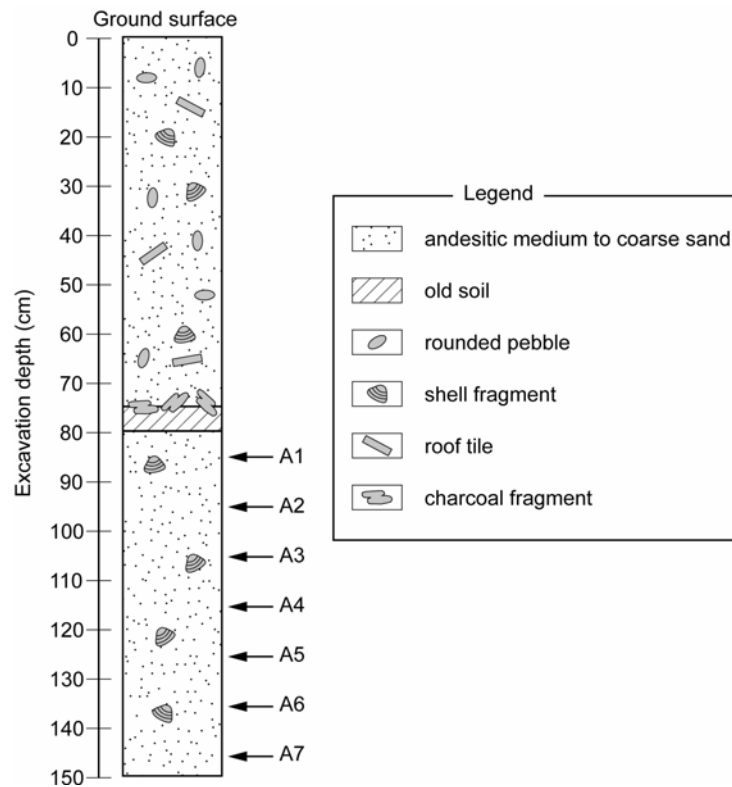 Ground surface
0
10
20
30
40
50
60
70
80
90
100
110
120
130
140
150
Excavation depth (cm)
A1
A2
A3
A4
A5
A6
A7
Legend
andesitic medium to coarse sand
old soil
rounded pebble
shell fragment
roof tile
charcoal fragment